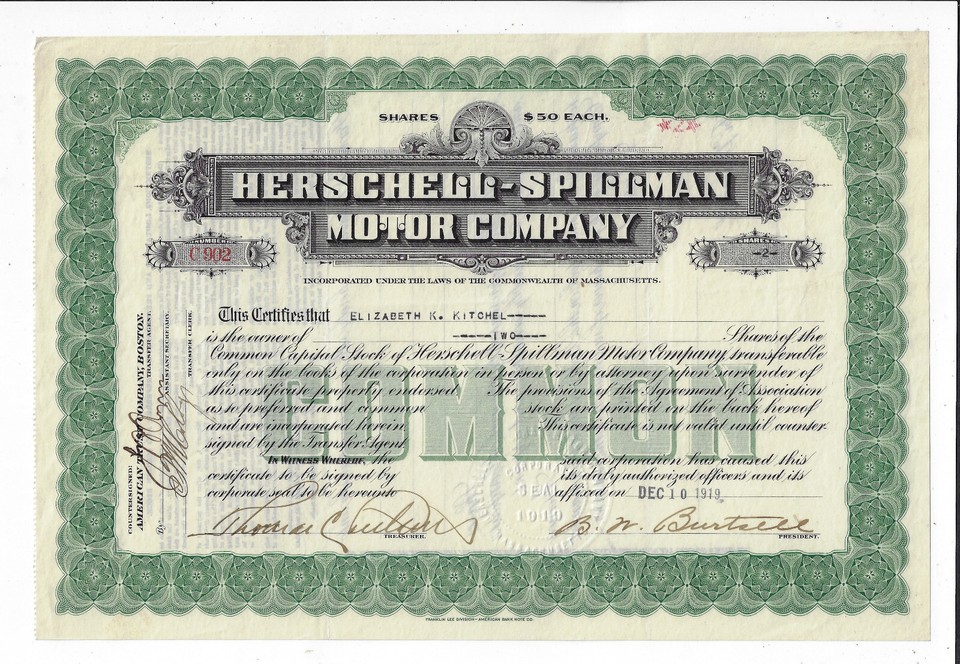 SHARES $50 EACH.
HERSCHELL-SPILLMAN
MOTOR COMPANY
NUMBER
C 902
SHARES
-2-
INCORPORATED UNDER THE LAWS OF THE COMMONWEALTH OF MASSACHUSETTS.
This Certifies that ELIZABETH K. KITCHEL-----
is the owner of -----TWO----- Shares of the
Common Capital Stock of Herschell-Spillman Motor Company, transferable
only on the books of the corporation in person or by attorney upon surrender of
this certificate properly endorsed. The provisions of the Agreement of Association
as to preferred and common stock are printed on the back hereof
and are incorporated herein. This certificate is not valid until counter-
signed by the Transfer Agent.
IN WITNESS WHEREOF, the said corporation has caused this
certificate to be signed by its duly authorized officers and its
corporate seal to be hereunto affixed on DEC 10 1919.
COMMON
SEAL
1919
TREASURER.
B. W. Burtsell
PRESIDENT.
COUNTERSIGNED:
AMERICAN TRUST COMPANY, BOSTON.
TRANSFER AGENT.
By:
ASSISTANT SECRETARY.
TRANSFER CLERK.
FRANKLIN LEE DIVISION - AMERICAN BANK NOTE CO.